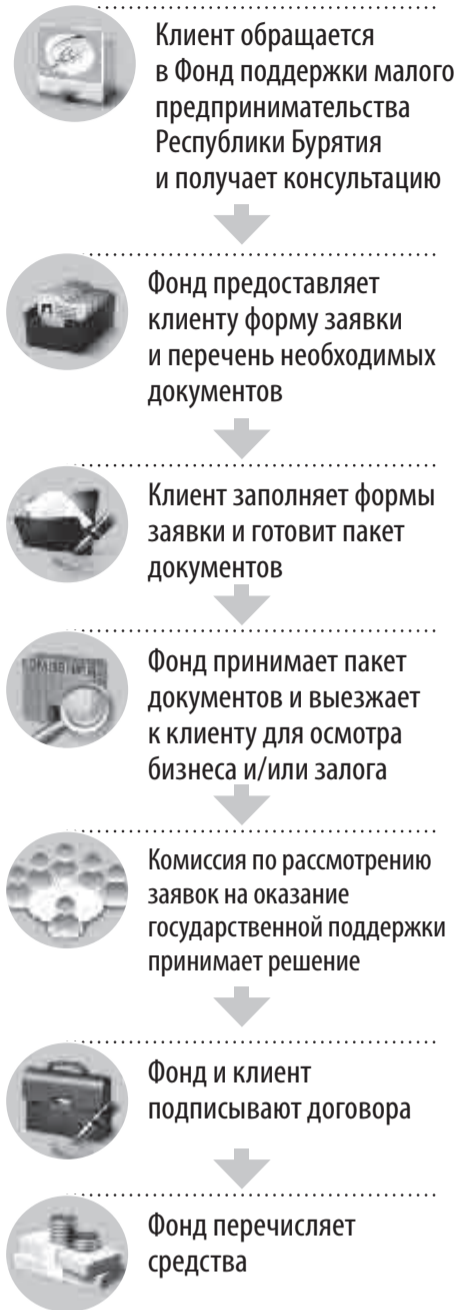 Клиент обращается
в Фонд поддержки малого
предпринимательства
Республики Бурятия
и получает консультацию
Фонд предоставляет
клиенту форму заявки
и перечень необходимых
документов
Клиент заполняет формы
заявки и готовит пакет
документов
Фонд принимает пакет
документов и выезжает
к клиенту для осмотра
бизнеса и/или залога
Комиссия по рассмотрению
заявок на оказание
государственной поддержки
принимает решение
Фонд и клиент
подписывают договора
Фонд перечисляет
средства